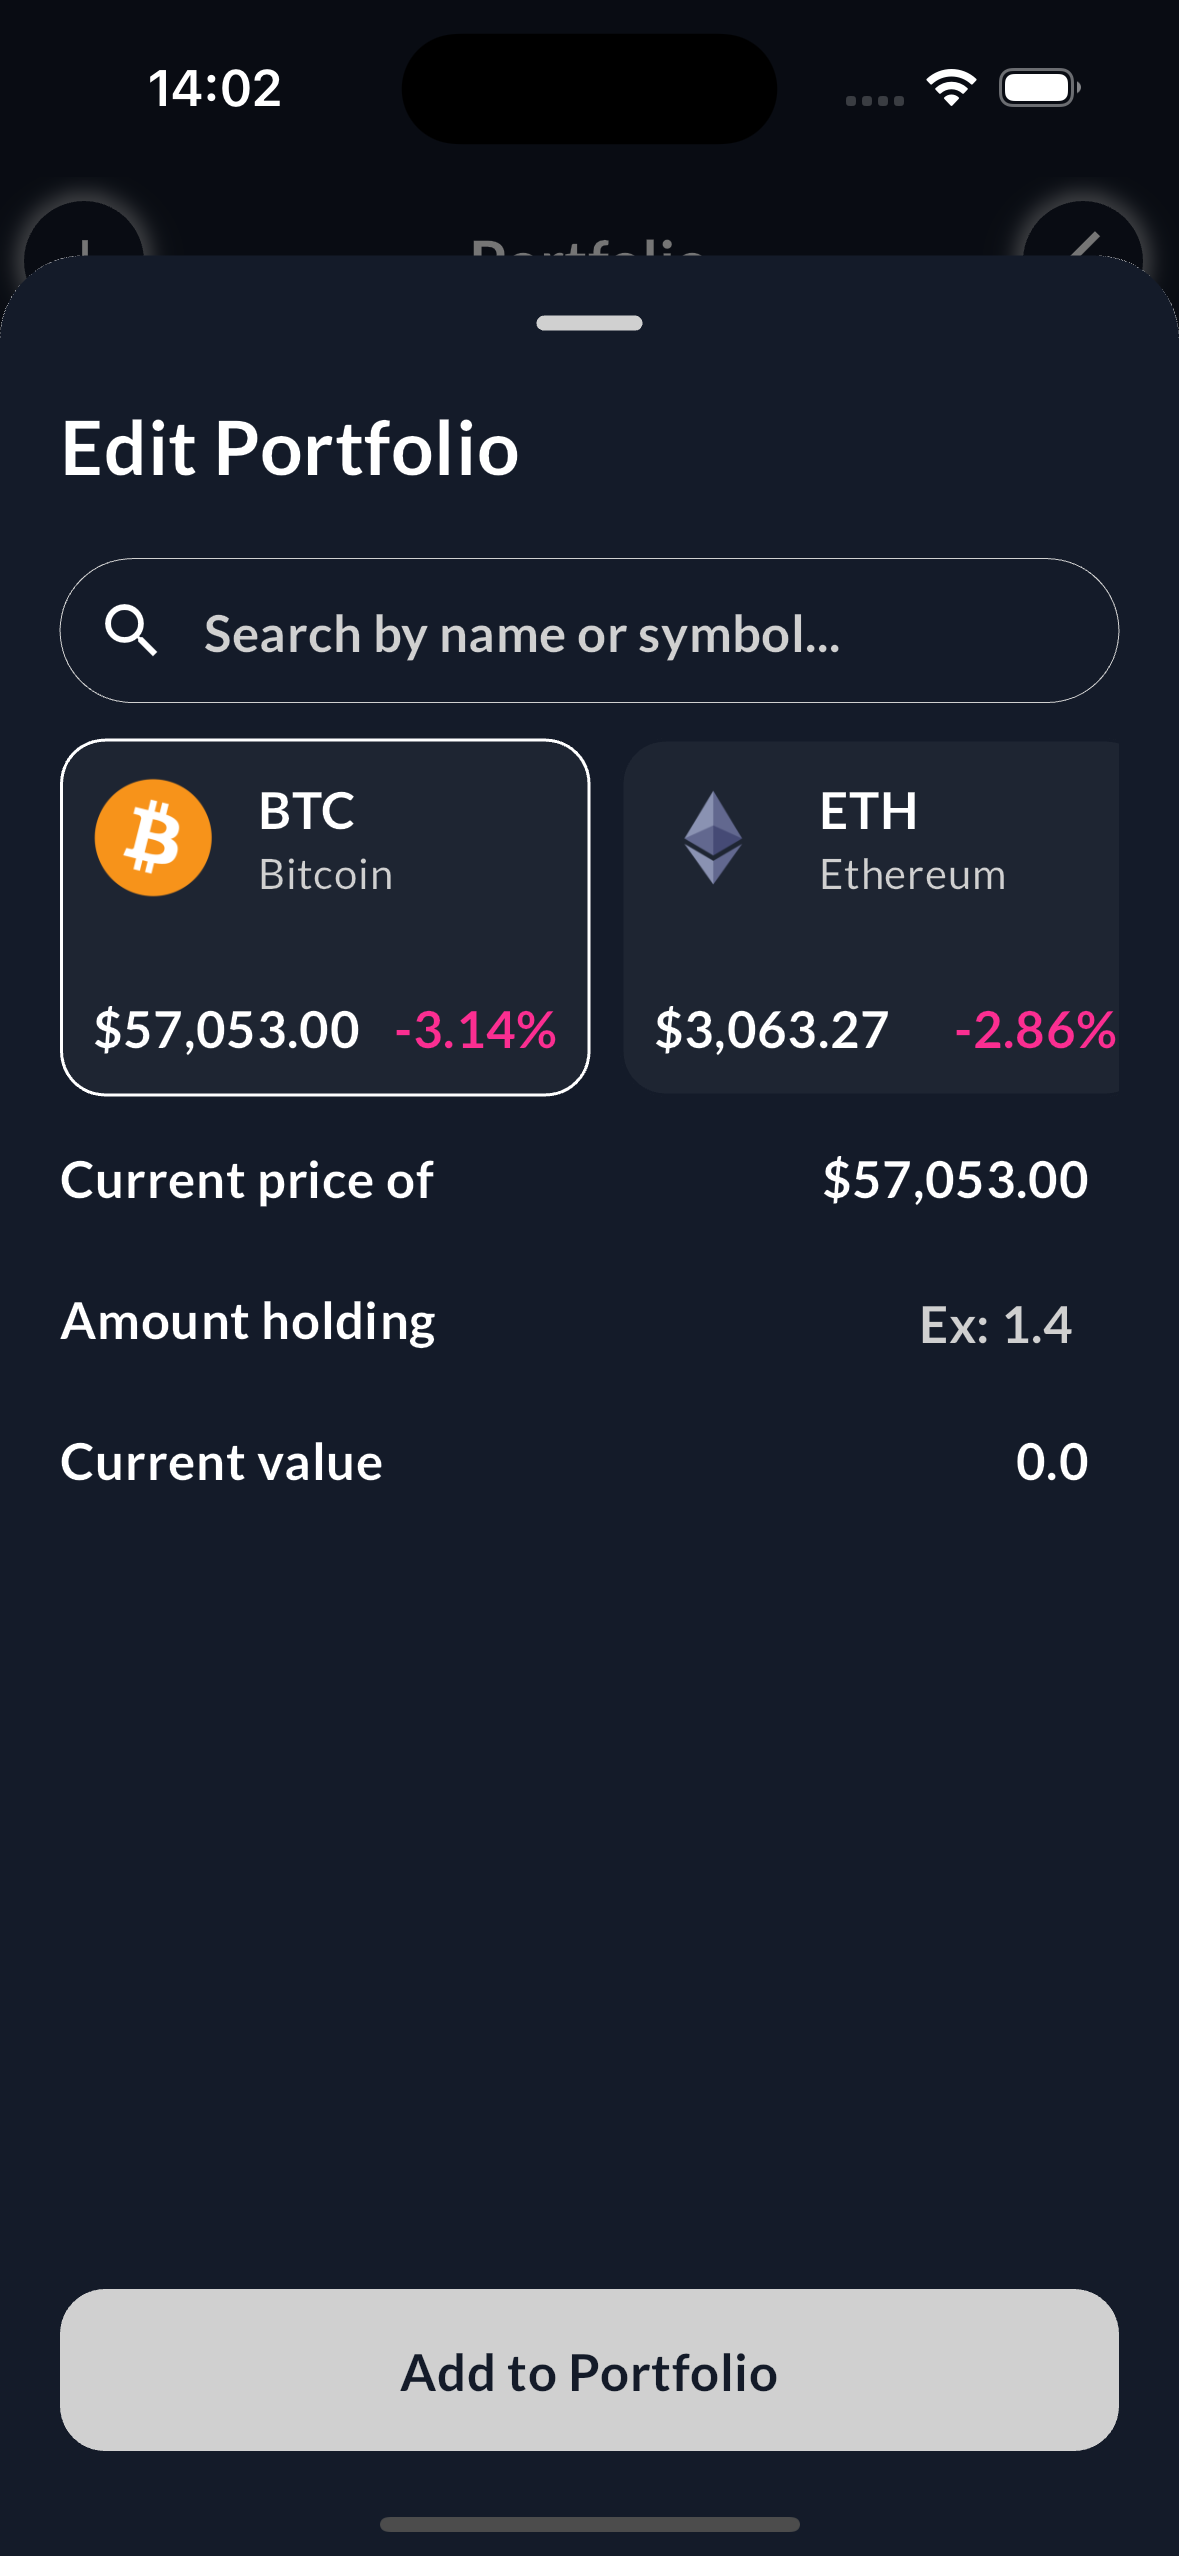 14:02
Portfolio
Edit Portfolio
Search by name or symbol...
BTC
Bitcoin
$57,053.00 -3.14%
ETH
Ethereum
$3,063.27 -2.86%
Current price of $57,053.00
Amount holding Ex: 1.4
Current value 0.0
Add to Portfolio